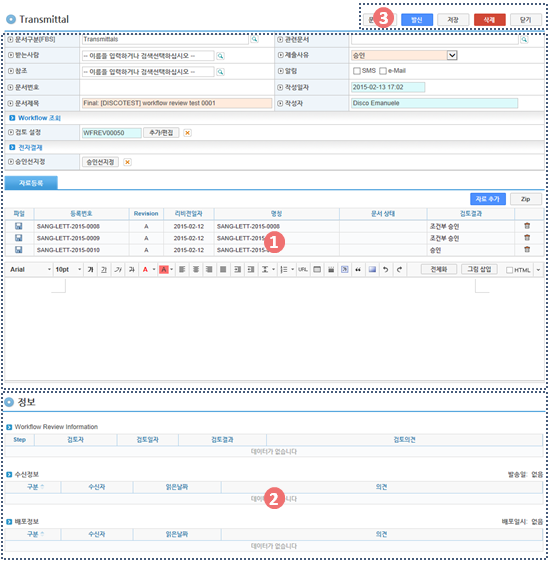 Transmittal
3
발신
저장
삭제
닫기
문서구분[FBS]
Transmittals
관련문서
받는사람
-- 이름을 입력하거나 검색선택하십시오 --
제출사유
승인
참조
-- 이름을 입력하거나 검색선택하십시오 --
알림
SMS
e-Mail
문서번호
작성일자
2015-02-13 17:02
문서제목
Final: [DISCOTEST] workflow review test 0001
작성자
Disco Emanuele
Workflow 조회
검토 설정
WFREV00050
추가/편집
전자결재
승인선지정
승인선지정
자료등록
자료 추가
Zip
파일
등록번호
Revision
리비전일자
명칭
문서 상태
검토결과
SANG-LETT-2015-0008
A
2015-02-12
SANG-LETT-2015-0008
조건부 승인
SANG-LETT-2015-0009
A
2015-02-12
SANG-LETT-2015-
조건부 승인
SANG-LETT-2015-0010
A
2015-02-12
SANG-LETT-2015-
승인
1
Arial
10pt
가
가
가
가
A
A
URL
전체화
그림 삽입
HTML
정보
Workflow Review Information
Step
검토자
검토일자
검토결과
검토의견
데이터가 없습니다
수신정보
발송일: 없음
구분
수신자
읽은날짜
의견
습니다
2
배포정보
배포일시: 없음
구분
수신자
읽은날짜
의견
데이터가 없습니다